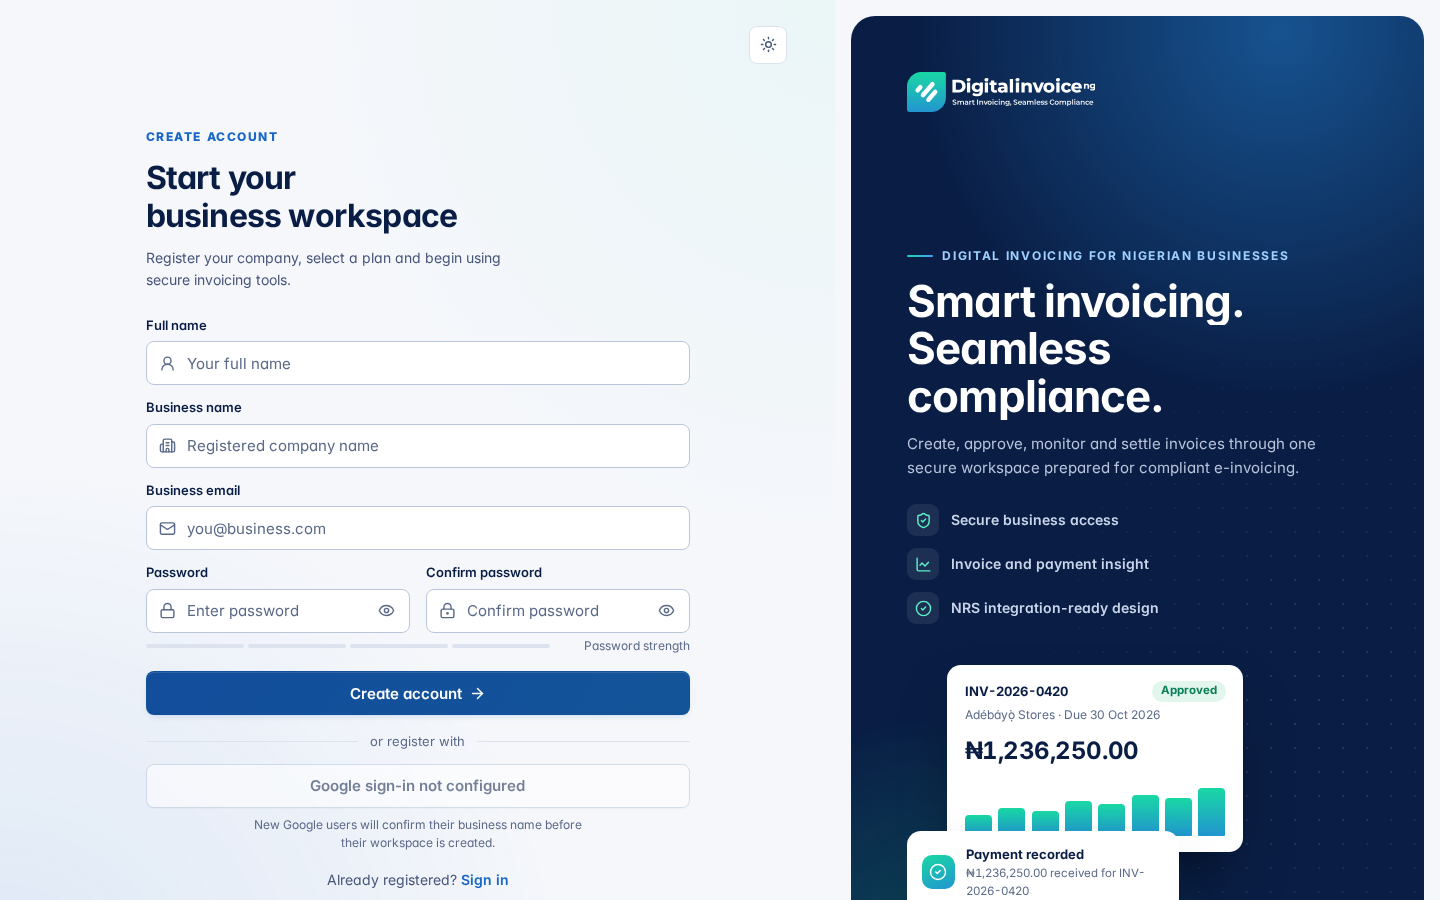 CREATE ACCOUNT
Start your
business workspace
Register your company, select a plan and begin using
secure invoicing tools.
Full name
Your full name
Business name
Registered company name
Business email
you@business.com
Password
Confirm password
Enter password
Confirm password
Password strength
Create account →
or register with
Google sign-in not configured
New Google users will confirm their business name before
their workspace is created.
Already registered? Sign in
Digitalinvoice ng
Smart Invoicing, Seamless Compliance
DIGITAL INVOICING FOR NIGERIAN BUSINESSES
Smart invoicing.
Seamless
compliance.
Create, approve, monitor and settle invoices through one
secure workspace prepared for compliant e-invoicing.
Secure business access
Invoice and payment insight
NRS integration-ready design
INV-2026-0420
Approved
Adébáyọ̀ Stores · Due 30 Oct 2026
₦1,236,250.00
Payment recorded
₦1,236,250.00 received for INV-
2026-0420